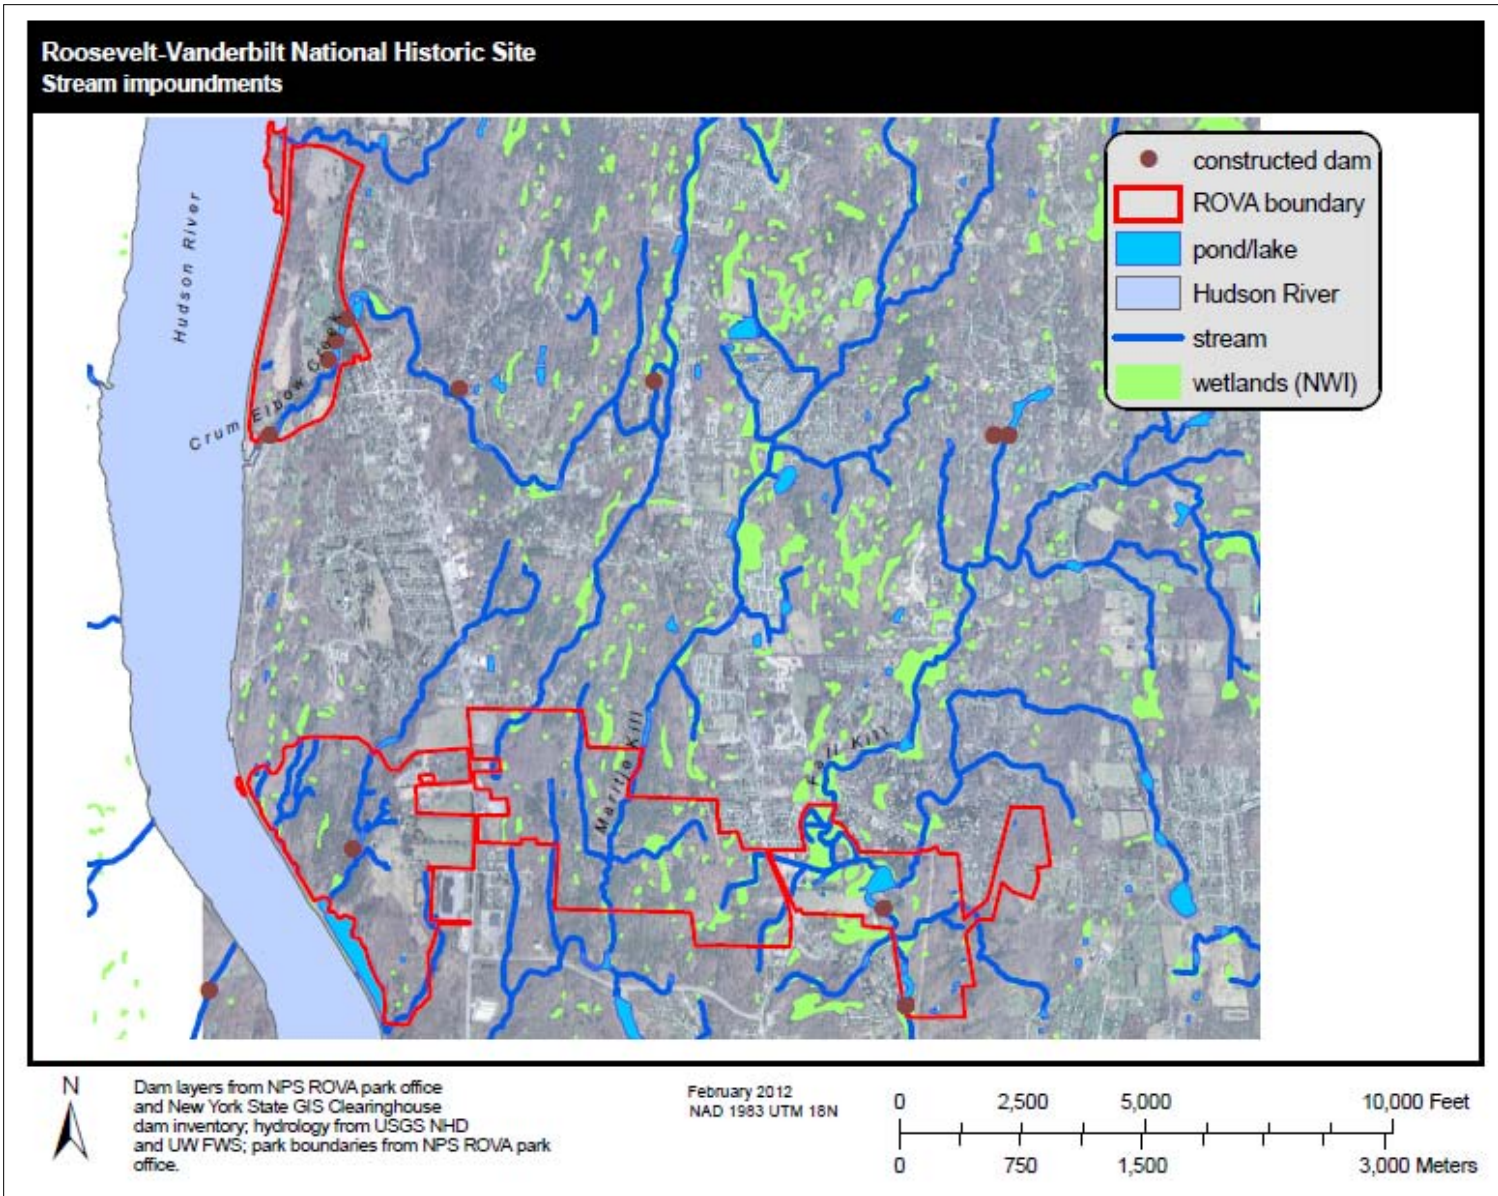 Roosevelt-Vanderbilt National Historic Site
Stream impoundments
constructed dam
ROVA boundary
pond/lake
Hudson River
stream
wetlands (NWI)
Hudson River
Crum Elbow Creek
Maritje Kill
Fall Kill
N
Dam layers from NPS ROVA park office
and New York State GIS Clearinghouse
dam inventory; hydrology from USGS NHD
and UW FWS; park boundaries from NPS ROVA park
office.
February 2012
NAD 1983 UTM 18N
0 2,500 5,000 10,000 Feet
0 750 1,500 3,000 Meters